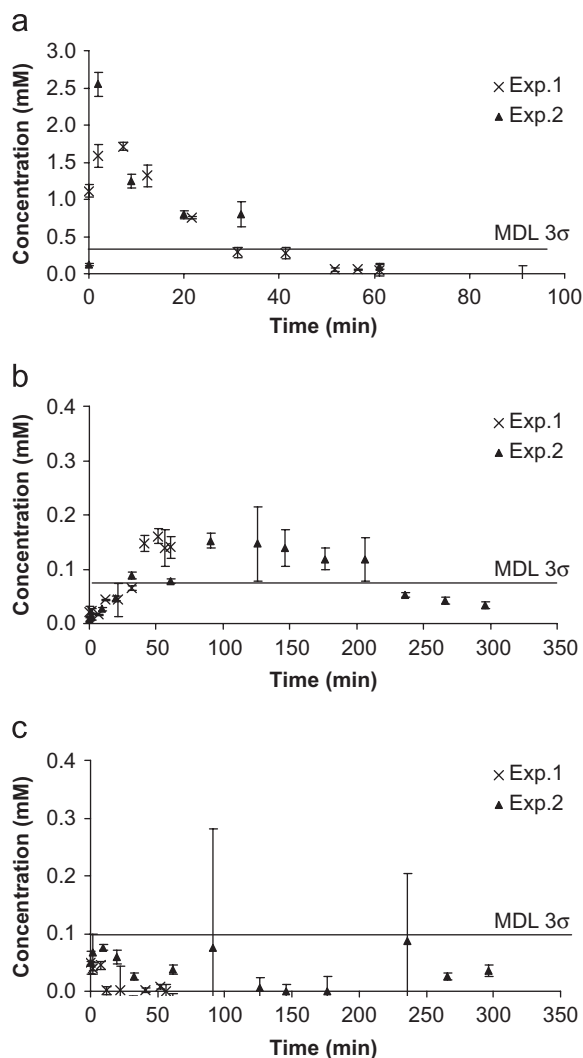 a
3.0
2.5
2.0
1.5
1.0
0.5
0.0
Concentration (mM)
× Exp.1
▲ Exp.2
MDL 3σ
0 20 40 60 80 100
Time (min)
b
0.4
0.3
0.2
0.1
0.0
Concentration (mM)
× Exp.1
▲ Exp.2
MDL 3σ
0 50 100 150 200 250 300 350
Time (min)
c
0.4
0.3
0.2
0.1
0.0
Concentration (mM)
× Exp.1
▲ Exp.2
MDL 3σ
0 50 100 150 200 250 300 350
Time (min)